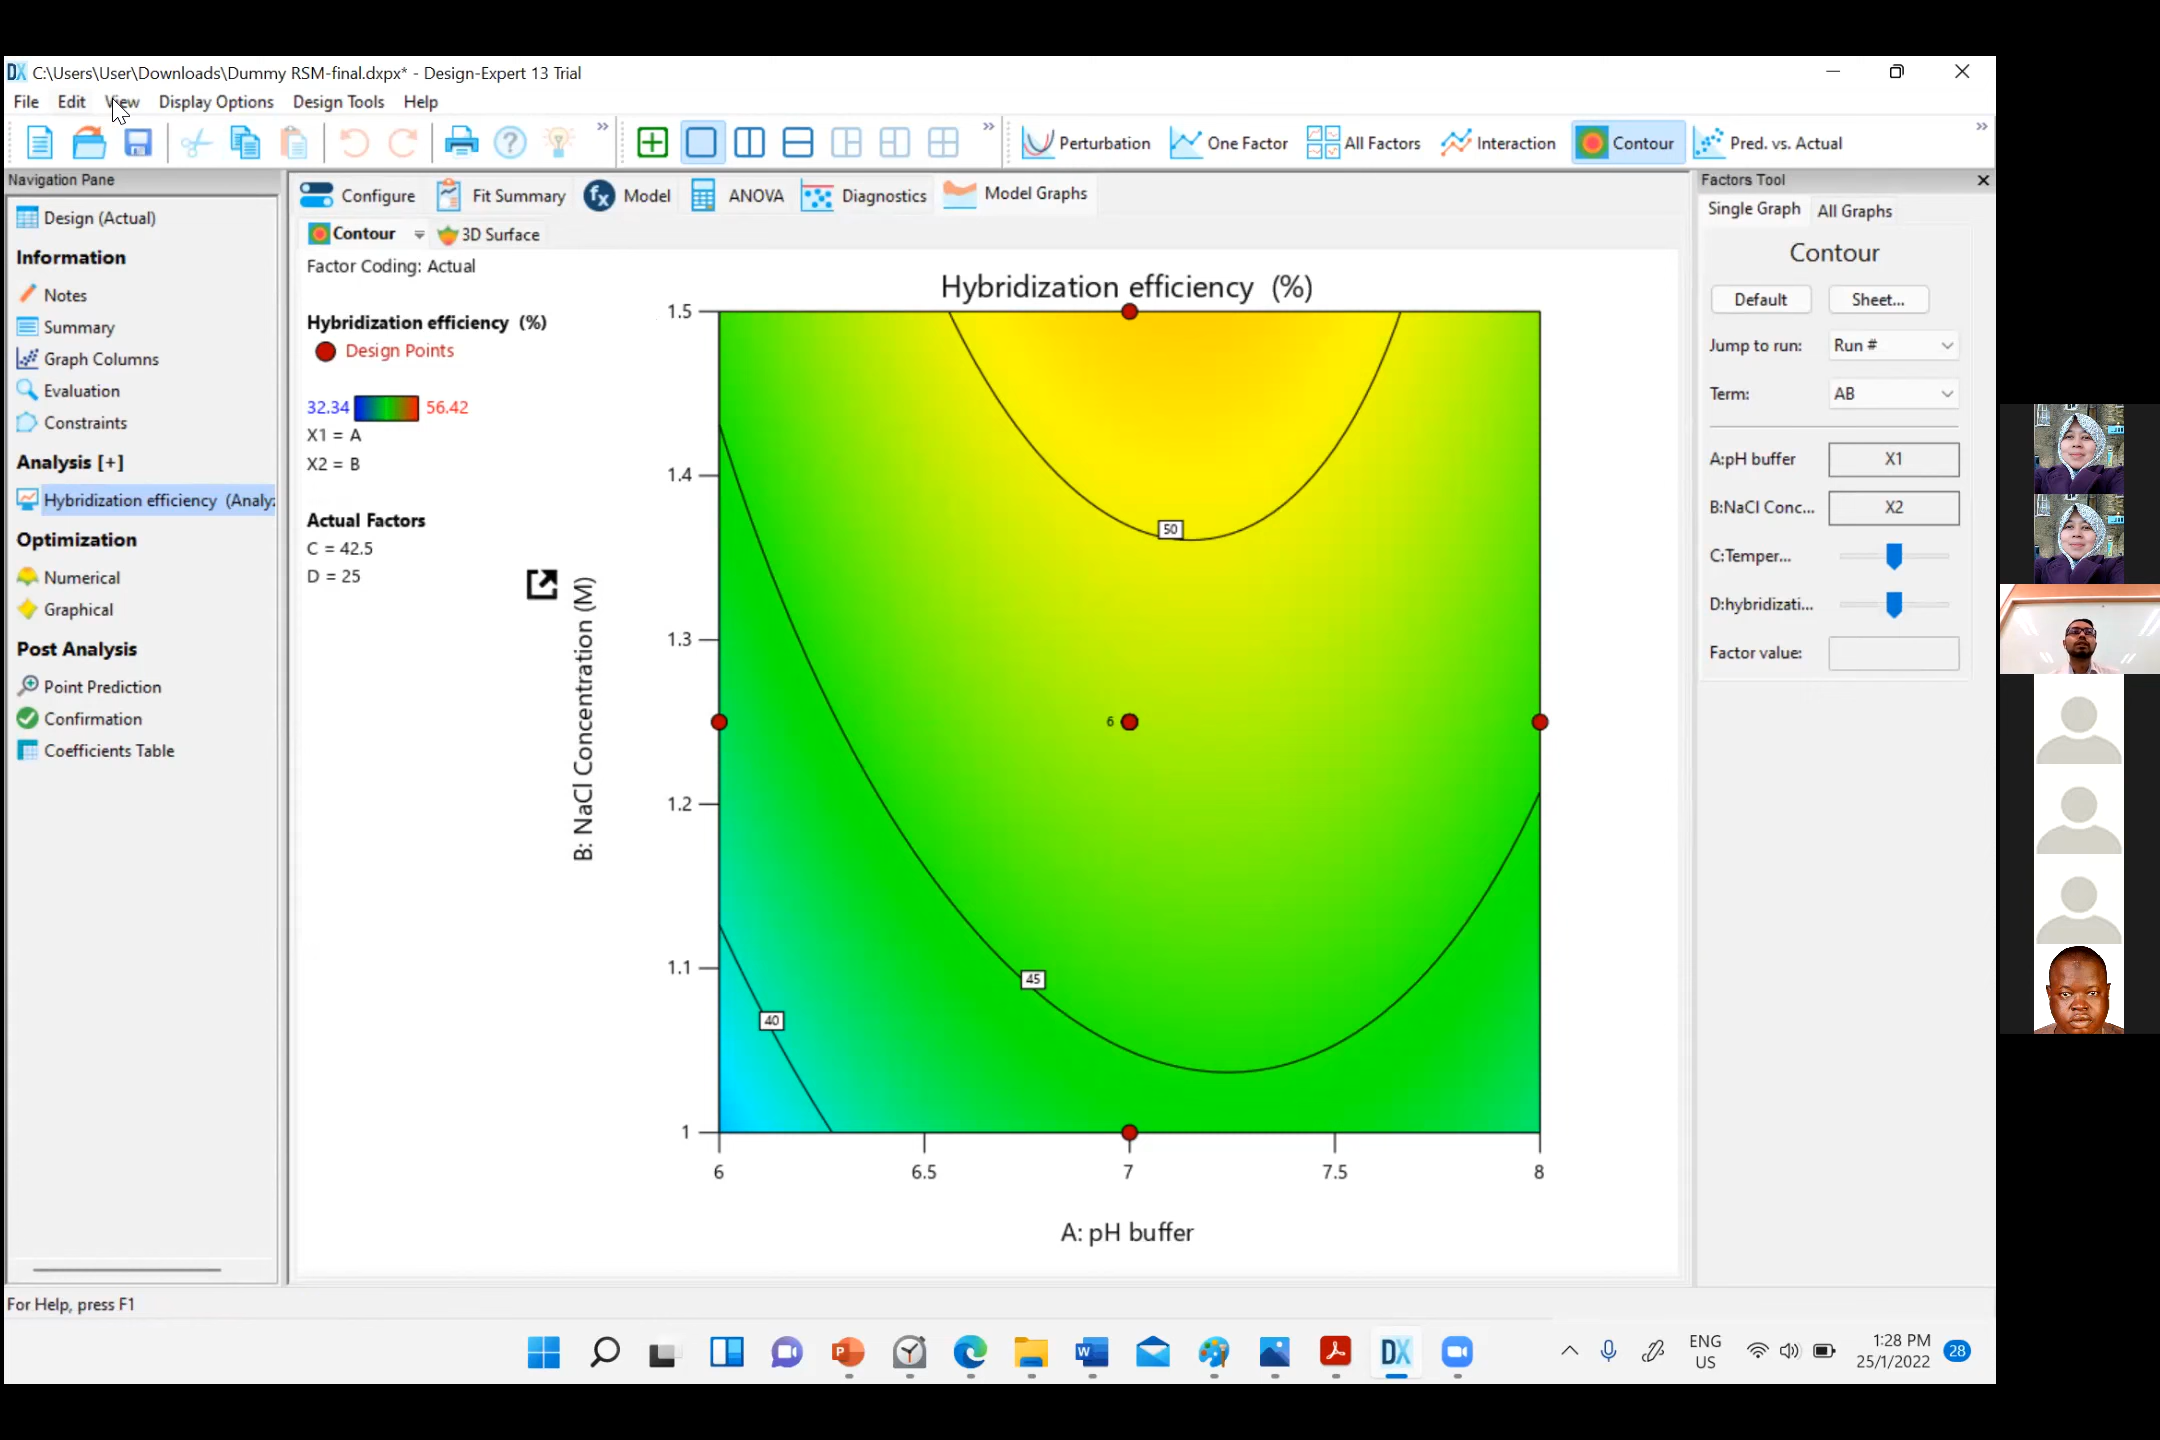 C:\Users\User\Downloads\Dummy RSM-final.dxpx* - Design-Expert 13 Trial
File Edit View Display Options Design Tools Help
» » » Perturbation One Factor All Factors Interaction Contour Pred. vs. Actual
Navigation Pane
Design (Actual)
Information
Notes
Summary
Graph Columns
Evaluation
Constraints
Analysis [+]
Hybridization efficiency (Analy
Optimization
Numerical
Graphical
Post Analysis
Point Prediction
Confirmation
Coefficients Table
Configure Fit Summary fx Model ANOVA Diagnostics Model Graphs
Contour 3D Surface
Factor Coding: Actual
Hybridization efficiency (%)
Design Points
32.34 56.42
X1 = A
X2 = B
Actual Factors
C = 42.5
D = 25
Hybridization efficiency (%)
B: NaCl Concentration (M)
1.5
1.4
1.3
1.2
1.1
1
50
6
45
40
6 6.5 7 7.5 8
A: pH buffer
Factors Tool
Single Graph All Graphs
Contour
Default Sheet...
Jump to run: Run #
Term: AB
A:pH buffer X1
B:NaCl Conc... X2
C:Temper...
D:hybridizati...
Factor value:
For Help, press F1
P W DX
ENG
US
1:28 PM
25/1/2022
28